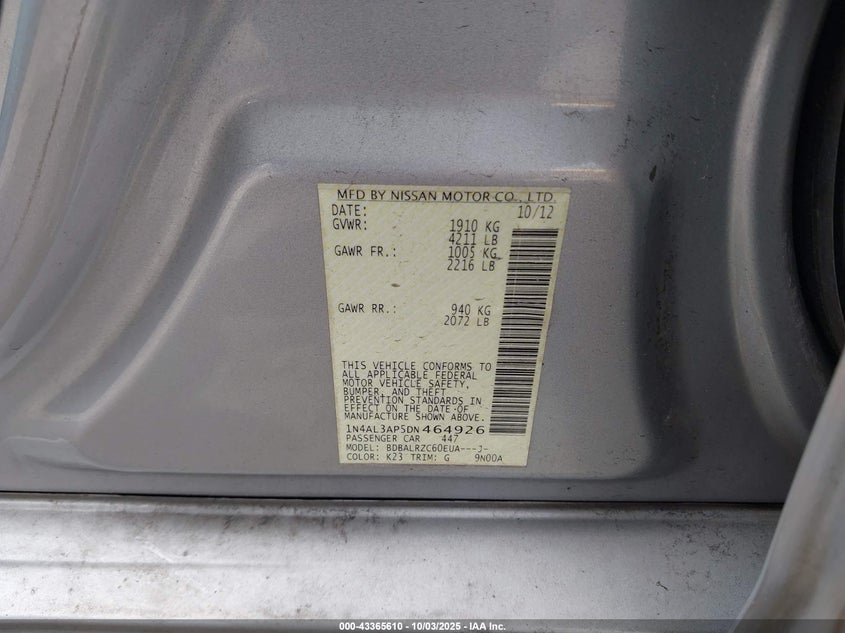 MFD BY NISSAN MOTOR CO., LTD.
DATE: 10/12
GVWR: 1910 KG
4211 LB
GAWR FR.: 1005 KG
2216 LB
GAWR RR.: 940 KG
2072 LB
THIS VEHICLE CONFORMS TO
ALL APPLICABLE FEDERAL
MOTOR VEHICLE SAFETY,
BUMPER, AND THEFT
PREVENTION STANDARDS IN
EFFECT ON THE DATE OF
MANUFACTURE SHOWN ABOVE.
1N4AL3AP5DN464926
PASSENGER CAR 447
MODEL: BDBALRZC60EUA---J-
COLOR: K23 TRIM: G 9N00A
000-43365610 - 10/03/2025 - IAA Inc.